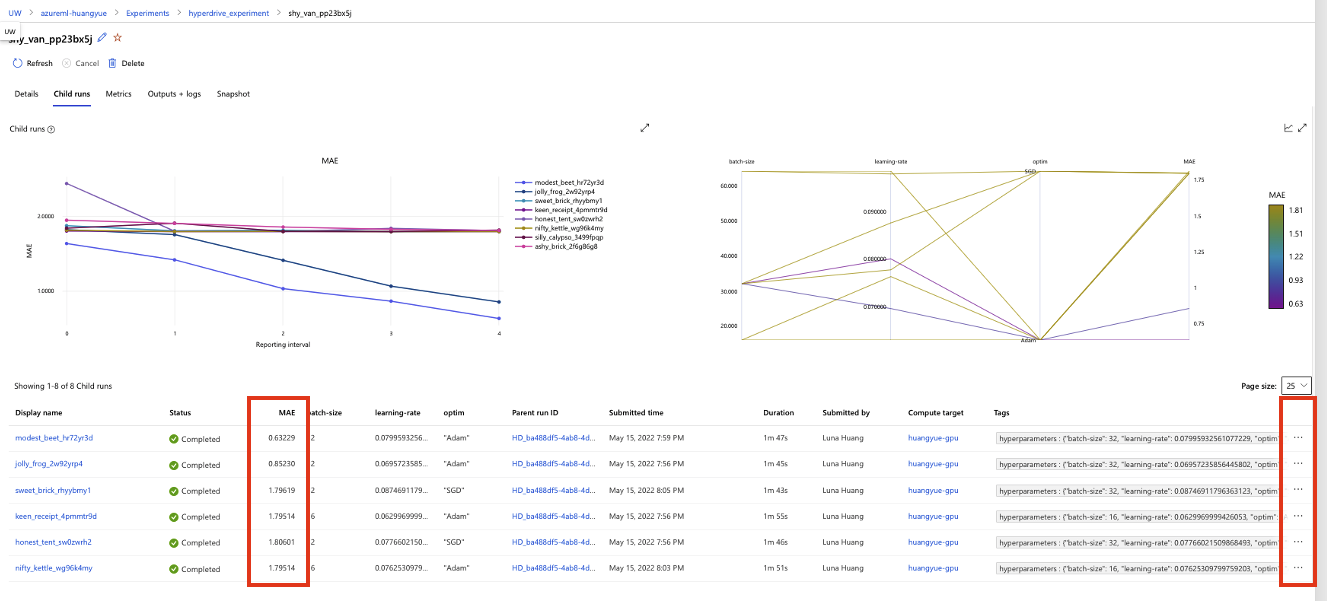 UW > azureml-huangyue > Experiments > hyperdrive_experiment > shy_van_pp23bx5j
UW
shy_van_pp23bx5j
Refresh Cancel Delete
Details Child runs Metrics Outputs + logs Snapshot
Child runs
MAE
MAE
2.0000
1.0000
0 1 2 3 4
Reporting interval
modest_beet_hr72yr3d
jolly_frog_2w92yrp4
sweet_brick_rhyybmy1
keen_receipt_4pmmtr9d
honest_tent_sw0zwrh2
nifty_kettle_wg96k4my
silly_calypso_3499fpqp
ashy_brick_2f6g86g8
batch-size learning-rate optim MAE
60.000
50.000
40.000
30.000
20.000
0.090000
0.080000
0.070000
SGD
Adam
1.75
1.5
1.25
1
0.75
MAE
1.81
1.51
1.22
0.93
0.63
Showing 1-8 of 8 Child runs
Page size: 25
Display name Status MAE batch-size learning-rate optim Parent run ID Submitted time Duration Submitted by Compute target Tags
modest_beet_hr72yr3d Completed 0.63229 2 0.0799593256... "Adam" HD_ba488df5-4ab8-4d... May 15, 2022 7:59 PM 1m 47s Luna Huang huangyue-gpu hyperparameters : {"batch-size": 32, "learning-rate": 0.07995932561077229, "optim" ...
jolly_frog_2w92yrp4 Completed 0.85230 2 0.0695723585... "Adam" HD_ba488df5-4ab8-4d... May 15, 2022 7:56 PM 1m 45s Luna Huang huangyue-gpu hyperparameters : {"batch-size": 32, "learning-rate": 0.06957235856445802, "optim" ...
sweet_brick_rhyybmy1 Completed 1.79619 2 0.0874691179... "SGD" HD_ba488df5-4ab8-4d... May 15, 2022 8:05 PM 1m 43s Luna Huang huangyue-gpu hyperparameters : {"batch-size": 32, "learning-rate": 0.08746911796363123, "optim" ...
keen_receipt_4pmmtr9d Completed 1.79514 6 0.0629969999... "Adam" HD_ba488df5-4ab8-4d... May 15, 2022 7:56 PM 1m 55s Luna Huang huangyue-gpu hyperparameters : {"batch-size": 16, "learning-rate": 0.0629969999426053, "optim": ...
honest_tent_sw0zwrh2 Completed 1.80601 2 0.0776602150... "SGD" HD_ba488df5-4ab8-4d... May 15, 2022 7:56 PM 1m 46s Luna Huang huangyue-gpu hyperparameters : {"batch-size": 32, "learning-rate": 0.07766021509868493, "optim" ...
nifty_kettle_wg96k4my Completed 1.79514 6 0.0762530979... "Adam" HD_ba488df5-4ab8-4d... May 15, 2022 8:03 PM 1m 51s Luna Huang huangyue-gpu hyperparameters : {"batch-size": 16, "learning-rate": 0.07625309799759203, "optim" ...